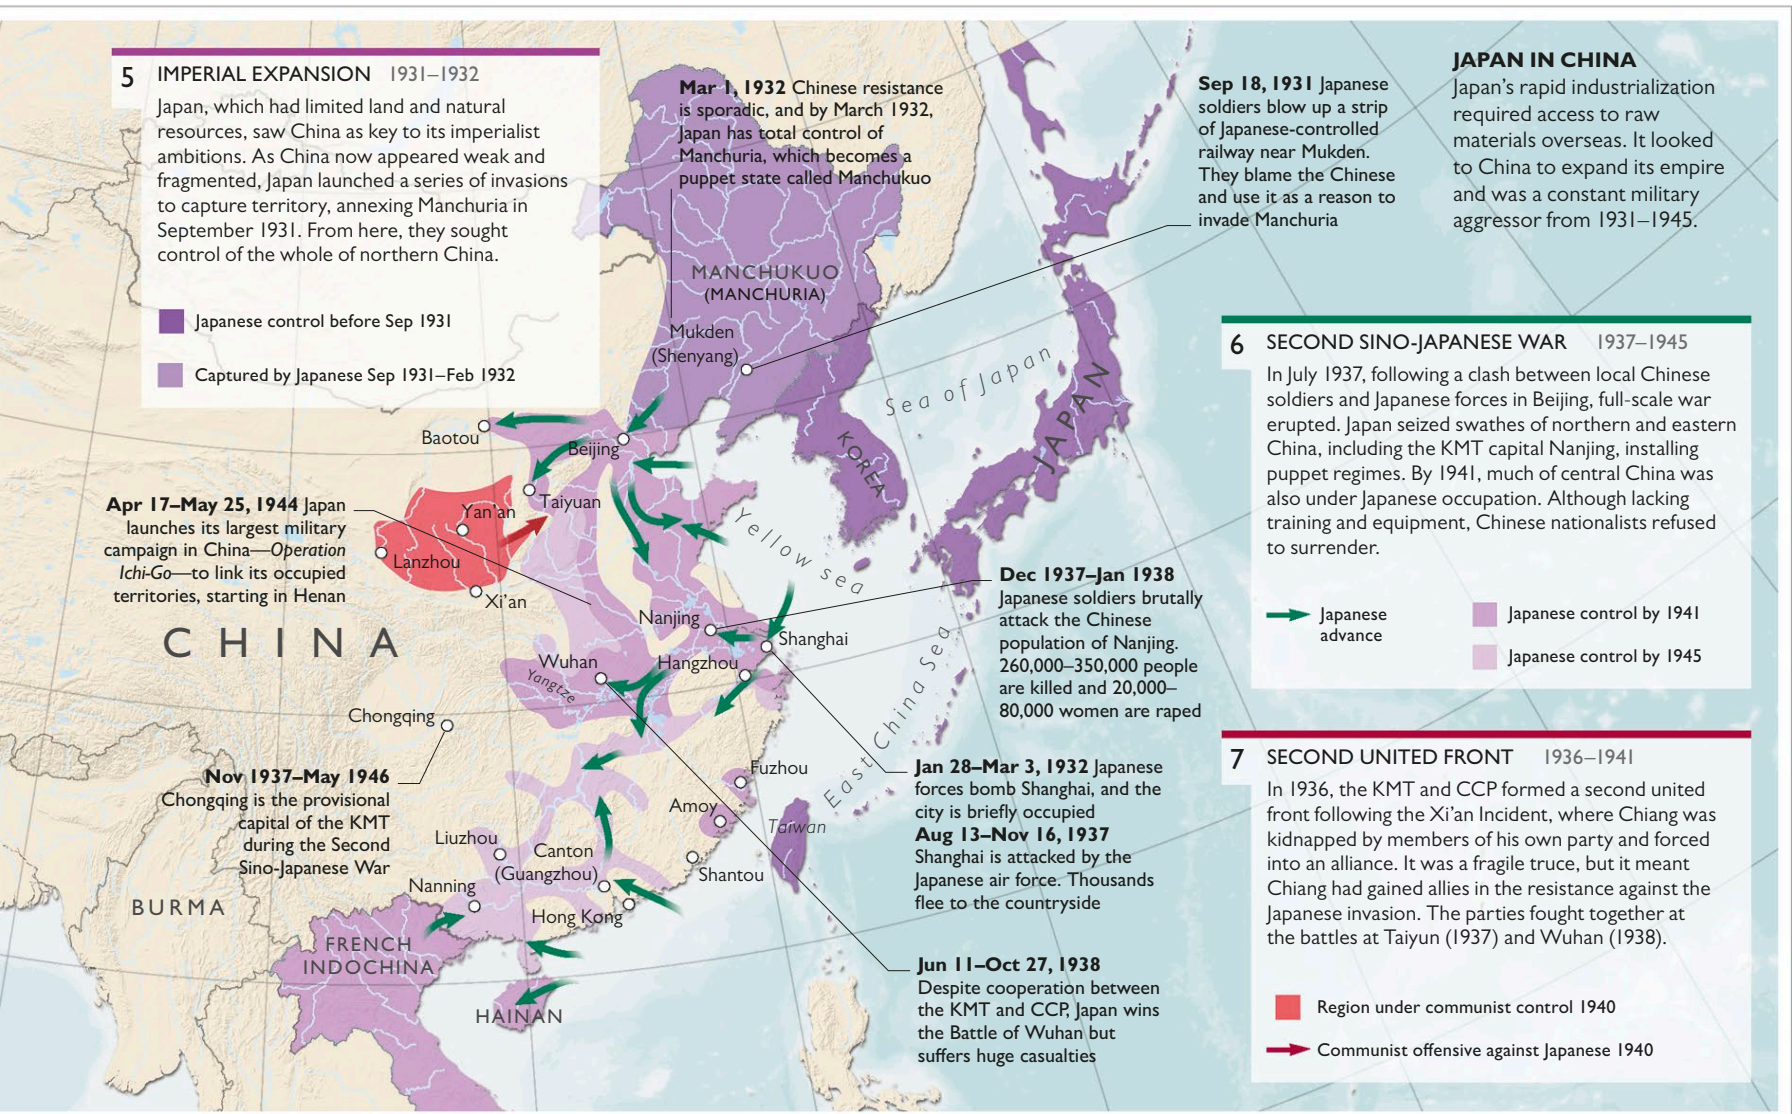 5 IMPERIAL EXPANSION 1931–1932
Japan, which had limited land and natural
resources, saw China as key to its imperialist
ambitions. As China now appeared weak and
fragmented, Japan launched a series of invasions
to capture territory, annexing Manchuria in
September 1931. From here, they sought
control of the whole of northern China.
Japanese control before Sep 1931
Captured by Japanese Sep 1931–Feb 1932
Mar 1, 1932 Chinese resistance
is sporadic, and by March 1932,
Japan has total control of
Manchuria, which becomes a
puppet state called Manchukuo
Sep 18, 1931 Japanese
soldiers blow up a strip
of Japanese-controlled
railway near Mukden.
They blame the Chinese
and use it as a reason to
invade Manchuria
JAPAN IN CHINA
Japan’s rapid industrialization
required access to raw
materials overseas. It looked
to China to expand its empire
and was a constant military
aggressor from 1931–1945.
MANCHUKUO
(MANCHURIA)
Mukden
(Shenyang)
Sea of Japan
JAPAN
KOREA
Baotou
Beijing
Taiyuan
Yan’an
Lanzhou
Xi’an
Yellow sea
Apr 17–May 25, 1944 Japan
launches its largest military
campaign in China—Operation
Ichi-Go—to link its occupied
territories, starting in Henan
CHINA
Nanjing
Shanghai
Wuhan
Hangzhou
Yangtze
Chongqing
East China Sea
Nov 1937–May 1946
Chongqing is the provisional
capital of the KMT
during the Second
Sino-Japanese War
Fuzhou
Amoy
Taiwan
Liuzhou
Canton
(Guangzhou)
Shantou
Nanning
Hong Kong
BURMA
FRENCH
INDOCHINA
HAINAN
Dec 1937–Jan 1938
Japanese soldiers brutally
attack the Chinese
population of Nanjing.
260,000–350,000 people
are killed and 20,000–
80,000 women are raped
Jan 28–Mar 3, 1932 Japanese
forces bomb Shanghai, and the
city is briefly occupied
Aug 13–Nov 16, 1937
Shanghai is attacked by the
Japanese air force. Thousands
flee to the countryside
Jun 11–Oct 27, 1938
Despite cooperation between
the KMT and CCP, Japan wins
the Battle of Wuhan but
suffers huge casualties
6 SECOND SINO-JAPANESE WAR 1937–1945
In July 1937, following a clash between local Chinese
soldiers and Japanese forces in Beijing, full-scale war
erupted. Japan seized swathes of northern and eastern
China, including the KMT capital Nanjing, installing
puppet regimes. By 1941, much of central China was
also under Japanese occupation. Although lacking
training and equipment, Chinese nationalists refused
to surrender.
Japanese
advance
Japanese control by 1941
Japanese control by 1945
7 SECOND UNITED FRONT 1936–1941
In 1936, the KMT and CCP formed a second united
front following the Xi’an Incident, where Chiang was
kidnapped by members of his own party and forced
into an alliance. It was a fragile truce, but it meant
Chiang had gained allies in the resistance against the
Japanese invasion. The parties fought together at
the battles at Taiyun (1937) and Wuhan (1938).
Region under communist control 1940
Communist offensive against Japanese 1940